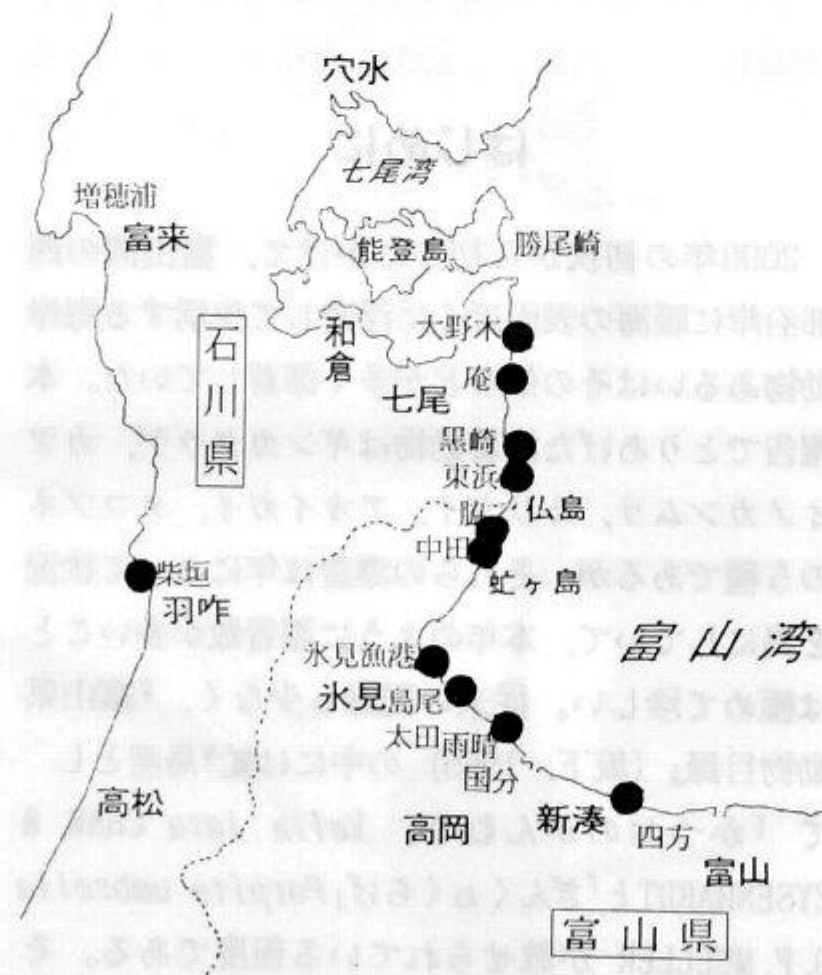 穴水
七尾湾
増穂浦
富来
能登島
勝尾崎
石川県
和倉
大野木
七尾
庵
黒崎
東浜
脇
仏島
中田
虻ヶ島
柴垣
羽咋
富山湾
氷見漁港
氷見
島尾
太田
雨晴
国分
高松
高岡
新湊
四方
富山
富山県